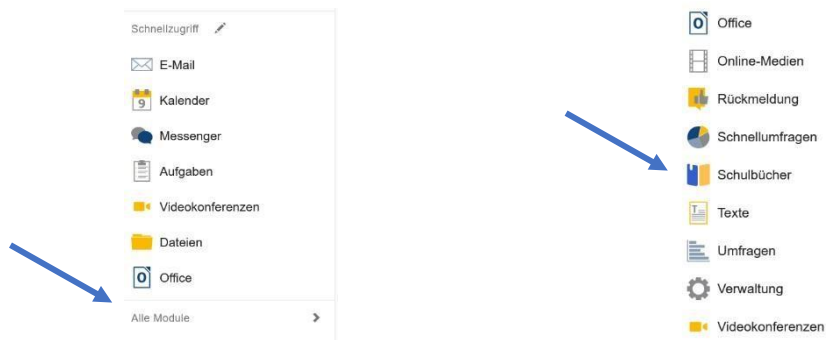 Schnellzugriff
E-Mail
9
Kalender
Messenger
Aufgaben
Videokonferenzen
Dateien
Office
Alle Module
Office
Online-Medien
Rückmeldung
Schnellumfragen
Schulbücher
Texte
Umfragen
Verwaltung
Videokonferenzen